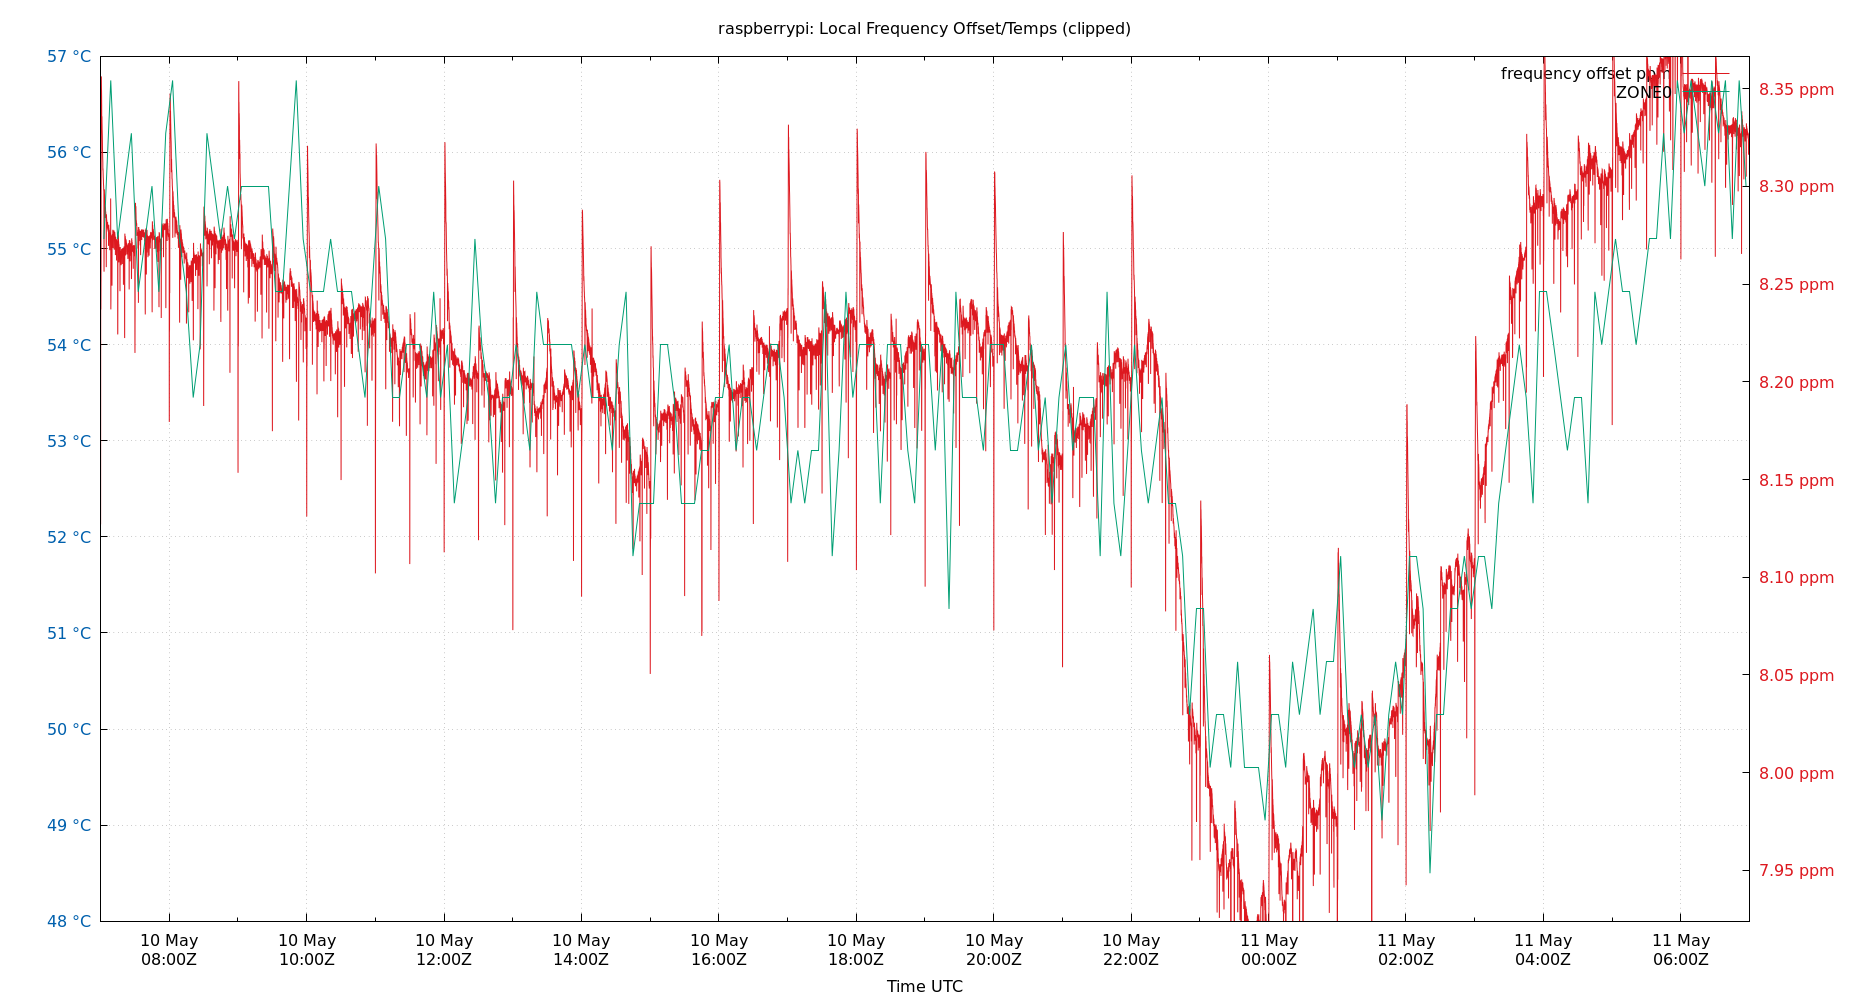 raspberrypi: Local Frequency Offset/Temps (clipped)
57 °C
56 °C
55 °C
54 °C
53 °C
52 °C
51 °C
50 °C
49 °C
48 °C
frequency offset ppm
ZONE0
8.35 ppm
8.30 ppm
8.25 ppm
8.20 ppm
8.15 ppm
8.10 ppm
8.05 ppm
8.00 ppm
7.95 ppm
10 May 10 May 10 May 10 May 10 May 10 May 10 May 10 May 11 May 11 May 11 May 11 May
08:00Z 10:00Z 12:00Z 14:00Z 16:00Z 18:00Z 20:00Z 22:00Z 00:00Z 02:00Z 04:00Z 06:00Z
Time UTC